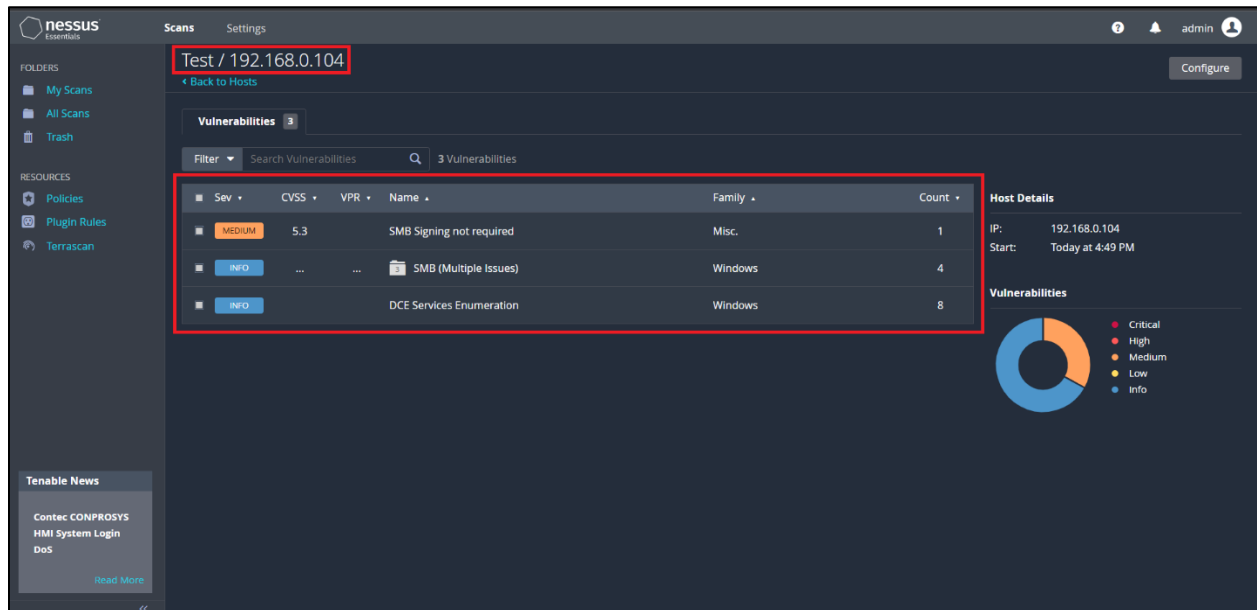 nessus
Essentials
Scans Settings
admin
FOLDERS
My Scans
All Scans
Trash
RESOURCES
Policies
Plugin Rules
Terrascan
Tenable News
Contec CONPROSYS
HMI System Login
DoS
Read More
Test / 192.168.0.104
Back to Hosts
Configure
Vulnerabilities 3
Filter Search Vulnerabilities 3 Vulnerabilities
Sev CVSS VPR Name Family Count
MEDIUM 5.3 SMB Signing not required Misc. 1
INFO ... ... 3 SMB (Multiple Issues) Windows 4
INFO DCE Services Enumeration Windows 8
Host Details
IP: 192.168.0.104
Start: Today at 4:49 PM
Vulnerabilities
Critical
High
Medium
Low
Info